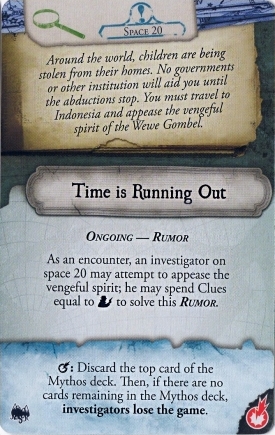 SPACE 20
Around the world, children are being
stolen from their homes. No governments
or other institution will aid you until
the abductions stop. You must travel to
Indonesia and appease the vengeful
spirit of the Wewe Gombel.
Time is Running Out
ONGOING — RUMOR
As an encounter, an investigator on
space 20 may attempt to appease the
vengeful spirit; he may spend Clues
equal to to solve this RUMOR.
: Discard the top card of the
Mythos deck. Then, if there are no
cards remaining in the Mythos deck,
investigators lose the game.